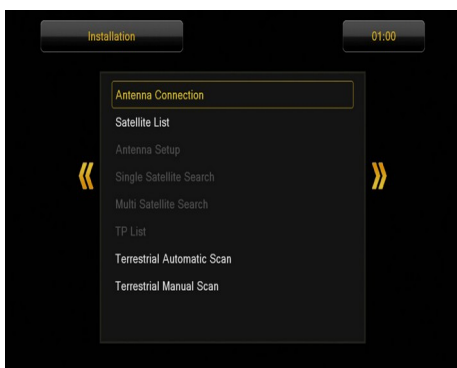 Installation
01:00
Antenna Connection
Satellite List
Antenna Setup
Single Satellite Search
Multi Satellite Search
TP List
Terrestrial Automatic Scan
Terrestrial Manual Scan